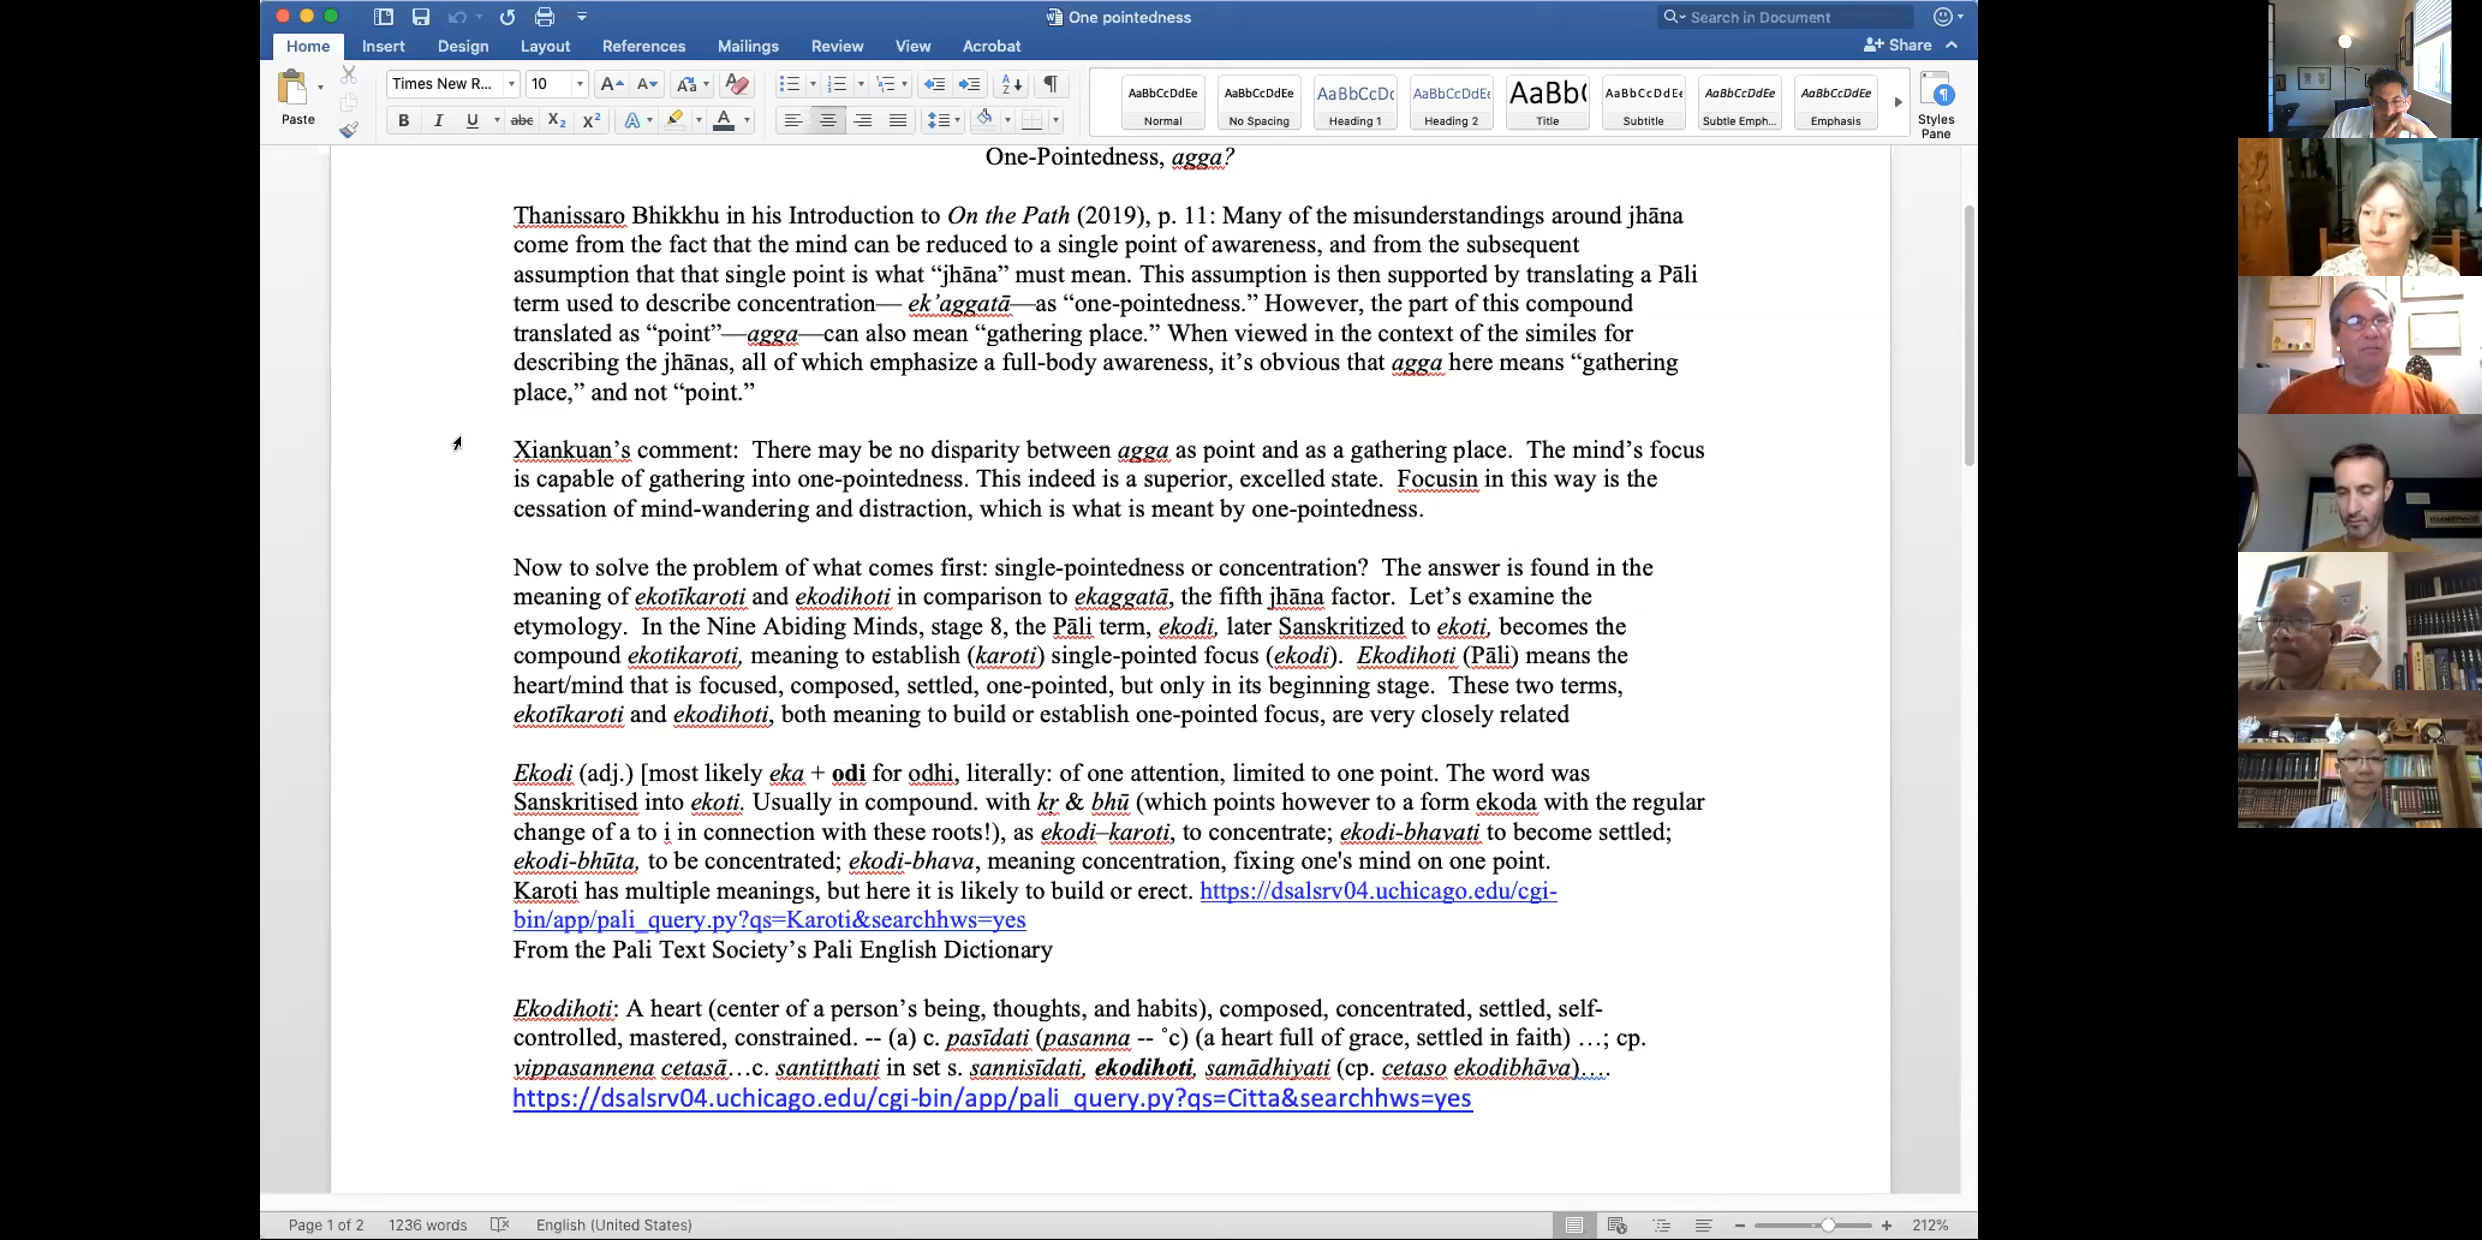 One pointedness
Search in Document
Home Insert Design Layout References Mailings Review View Acrobat
Share
Paste
Times New R... 10
AaBbCcDdEe AaBbCcDdEe AaBbCcDc AaBbCcDdEe AaBb( AaBbCcDdEe AaBbCcDdEe AaBbCcDdEe
Normal No Spacing Heading 1 Heading 2 Title Subtitle Subtle Emph... Emphasis
Styles
Pane
One-Pointedness, agga?
Thanissaro Bhikkhu in his Introduction to On the Path (2019), p. 11: Many of the misunderstandings around jhāna
come from the fact that the mind can be reduced to a single point of awareness, and from the subsequent
assumption that that single point is what “jhāna” must mean. This assumption is then supported by translating a Pāli
term used to describe concentration— ek’aggatā—as “one-pointedness.” However, the part of this compound
translated as “point”—agga—can also mean “gathering place.” When viewed in the context of the similes for
describing the jhānas, all of which emphasize a full-body awareness, it’s obvious that agga here means “gathering
place,” and not “point.”
Xiankuan’s comment:  There may be no disparity between agga as point and as a gathering place.  The mind’s focus
is capable of gathering into one-pointedness. This indeed is a superior, excelled state.  Focusin in this way is the
cessation of mind-wandering and distraction, which is what is meant by one-pointedness.
Now to solve the problem of what comes first: single-pointedness or concentration?  The answer is found in the
meaning of ekotīkaroti and ekodihoti in comparison to ekaggatā, the fifth jhāna factor.  Let’s examine the
etymology.  In the Nine Abiding Minds, stage 8, the Pāli term, ekodi, later Sanskritized to ekoti, becomes the
compound ekotikaroti, meaning to establish (karoti) single-pointed focus (ekodi).  Ekodihoti (Pāli) means the
heart/mind that is focused, composed, settled, one-pointed, but only in its beginning stage.  These two terms,
ekotīkaroti and ekodihoti, both meaning to build or establish one-pointed focus, are very closely related
Ekodi (adj.) [most likely eka + odi for odhi, literally: of one attention, limited to one point. The word was
Sanskritised into ekoti. Usually in compound. with kṛ & bhū (which points however to a form ekoda with the regular
change of a to i in connection with these roots!), as ekodi–karoti, to concentrate; ekodi-bhavati to become settled;
ekodi-bhūta, to be concentrated; ekodi-bhava, meaning concentration, fixing one's mind on one point.
Karoti has multiple meanings, but here it is likely to build or erect. https://dsalsrv04.uchicago.edu/cgi-
bin/app/pali_query.py?qs=Karoti&searchhws=yes
From the Pali Text Society’s Pali English Dictionary
Ekodihoti: A heart (center of a person’s being, thoughts, and habits), composed, concentrated, settled, self-
controlled, mastered, constrained. -- (a) c. pasīdati (pasanna -- ˚c) (a heart full of grace, settled in faith) …; cp.
vippasannena cetasā…c. santiṭṭhati in set s. sannisīdati, ekodihoti, samādhiyati (cp. cetaso ekodibhāva)….
https://dsalsrv04.uchicago.edu/cgi-bin/app/pali_query.py?qs=Citta&searchhws=yes
Page 1 of 2 1236 words English (United States) 212%